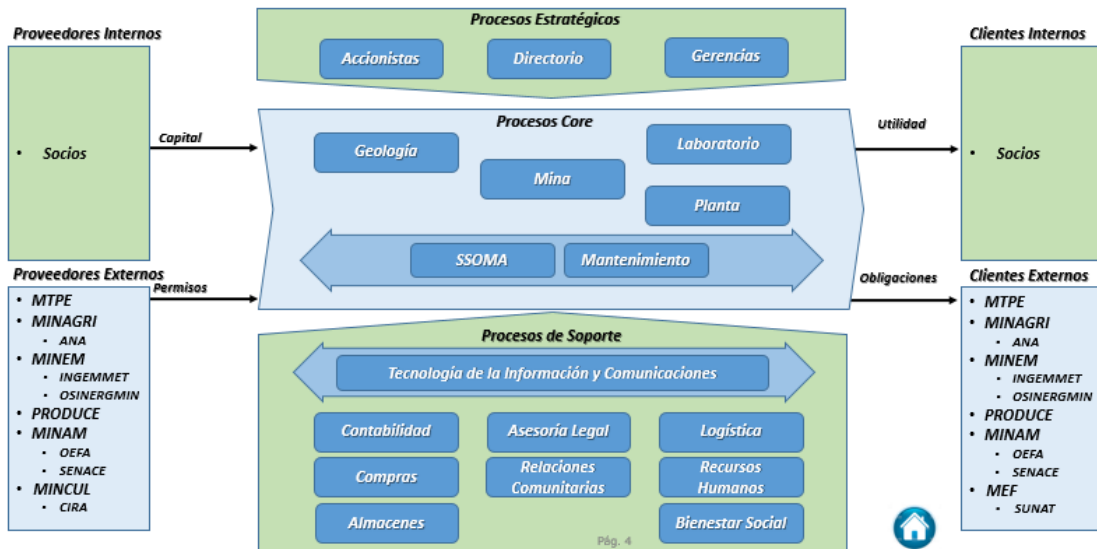 Procesos Estratégicos
Accionistas
Directorio
Gerencias
Proveedores Internos
• Socios
Capital
Procesos Core
Geología
Mina
Laboratorio
Planta
SSOMA
Mantenimiento
Utilidad
Clientes Internos
• Socios
Proveedores Externos
• MTPE
• MINAGRI
• ANA
• MINEM
• INGEMMET
• OSINERGMIN
• PRODUCE
• MINAM
• OEFA
• SENACE
• MINCUL
• CIRA
Permisos
Obligaciones
Procesos de Soporte
Tecnología de la Información y Comunicaciones
Contabilidad
Asesoría Legal
Logística
Compras
Relaciones
Comunitarias
Recursos
Humanos
Almacenes
Bienestar Social
Pág. 4
Clientes Externos
• MTPE
• MINAGRI
• ANA
• MINEM
• INGEMMET
• OSINERGMIN
• PRODUCE
• MINAM
• OEFA
• SENACE
• MEF
• SUNAT